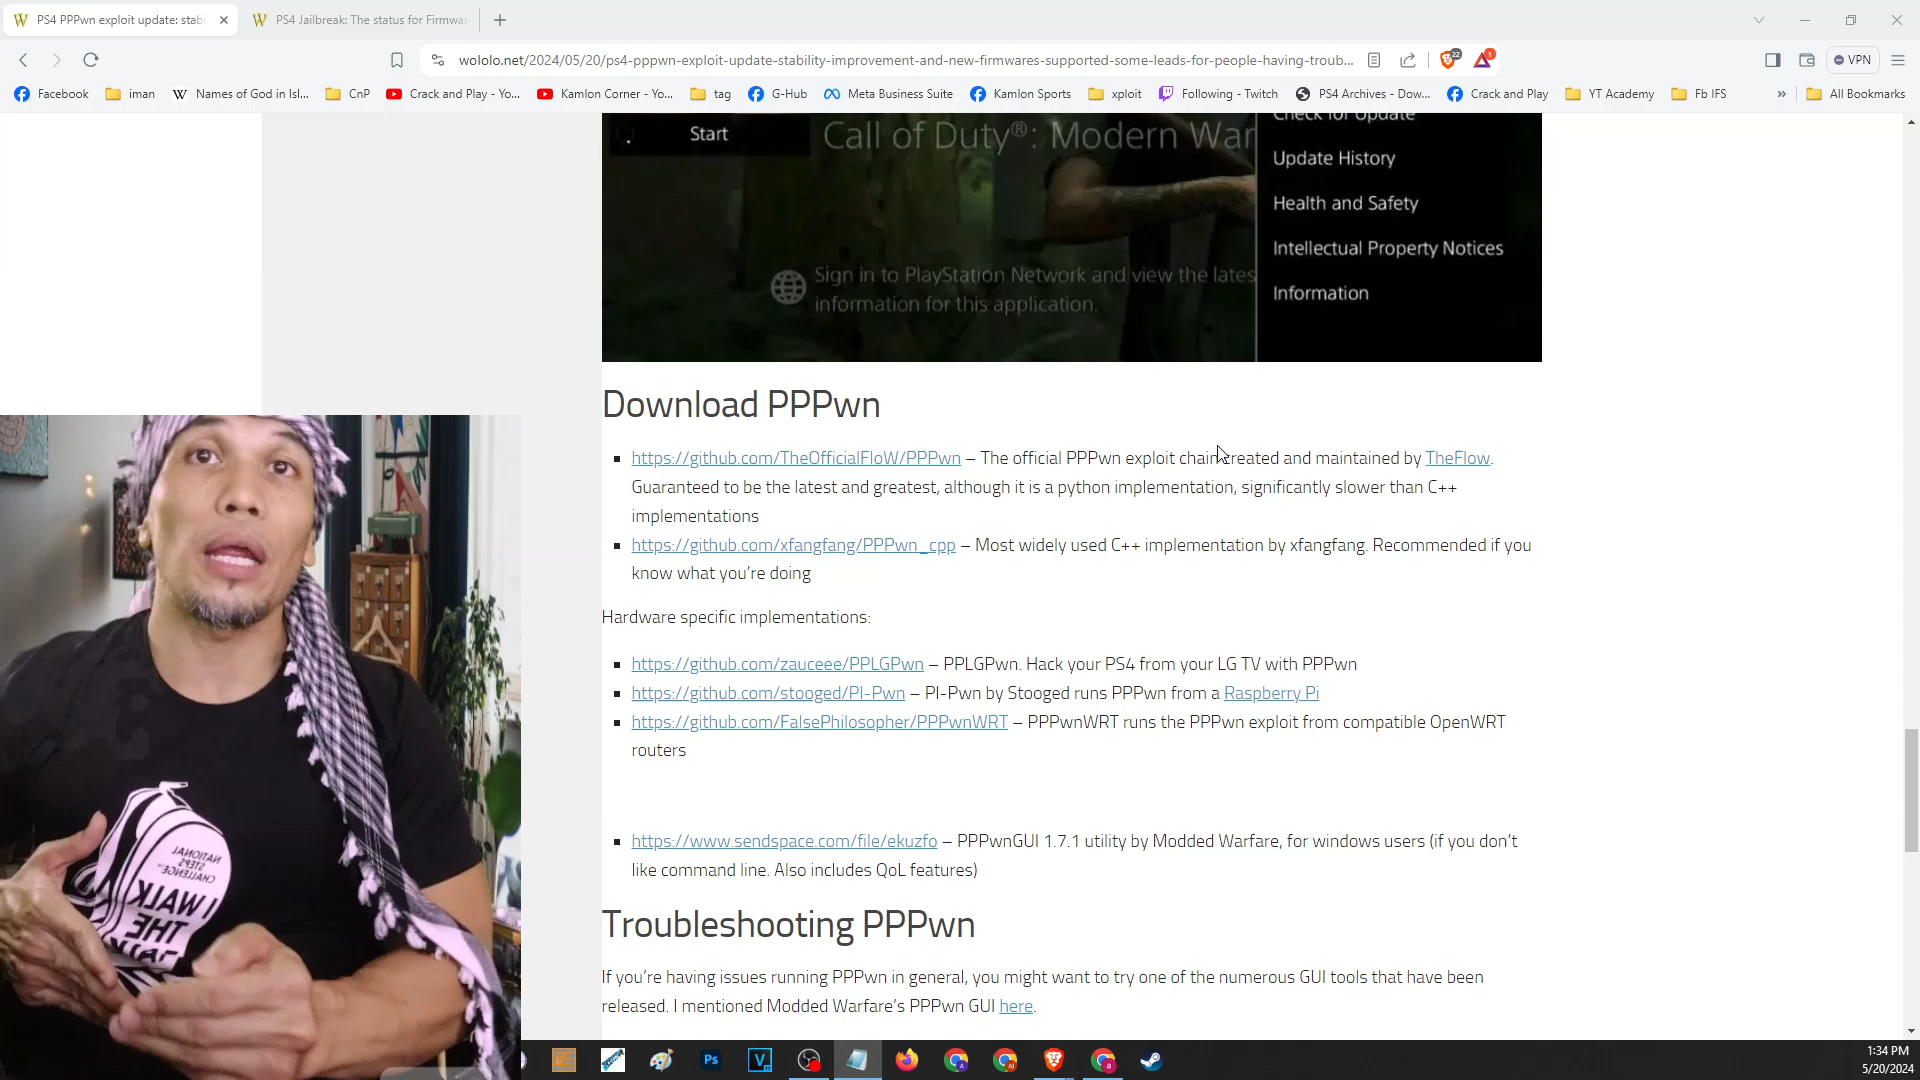 PS4 PPPwn exploit update: stabi
PS4 Jailbreak: The status for Firmwar
wololo.net/2024/05/20/ps4-pppwn-exploit-update-stability-improvement-and-new-firmwares-supported-some-leads-for-people-having-troub...
22
1
VPN
Facebook
iman
Names of God in Isl...
CnP
Crack and Play - Yo...
Kamlon Corner - Yo...
tag
G-Hub
Meta Business Suite
Kamlon Sports
xploit
Following - Twitch
PS4 Archives - Dow...
Crack and Play
YT Academy
Fb IFS
»
All Bookmarks
Start
Call of Duty®: Modern War
Sign in to PlayStation Network and view the lates
information for this application.
Check for Update
Update History
Health and Safety
Intellectual Property Notices
Information
Download PPPwn
https://github.com/TheOfficialFloW/PPPwn – The official PPPwn exploit chain created and maintained by TheFlow.
Guaranteed to be the latest and greatest, although it is a python implementation, significantly slower than C++
implementations
https://github.com/xfangfang/PPPwn_cpp – Most widely used C++ implementation by xfangfang. Recommended if you
know what you’re doing
Hardware specific implementations:
https://github.com/zauceee/PPLGPwn – PPLGPwn. Hack your PS4 from your LG TV with PPPwn
https://github.com/stooged/PI-Pwn – PI-Pwn by Stooged runs PPPwn from a Raspberry Pi
https://github.com/FalsePhilosopher/PPPwnWRT – PPPwnWRT runs the PPPwn exploit from compatible OpenWRT
routers
https://www.sendspace.com/file/ekuzfo – PPPwnGUI 1.7.1 utility by Modded Warfare, for windows users (if you don’t
like command line. Also includes QoL features)
Troubleshooting PPPwn
If you’re having issues running PPPwn in general, you might want to try one of the numerous GUI tools that have been
released. I mentioned Modded Warfare’s PPPwn GUI here.
NATIONAL
STEPS
CHALLENGE™
I WALK
THE
Ps
V
1:34 PM
5/20/2024